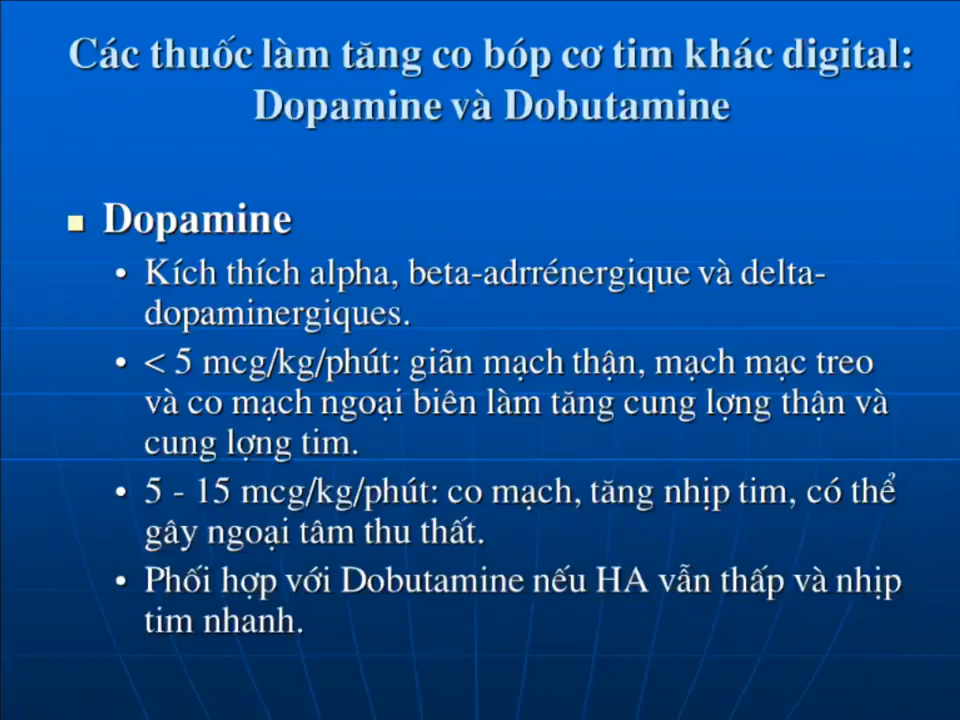 Các thuốc làm tăng co bóp cơ tim khác digital:
Dopamine và Dobutamine
Dopamine
• Kích thích alpha, beta-adrrénergique và delta-
dopaminergiques.
• < 5 mcg/kg/phút: giãn mạch thận, mạch mạc treo
và co mạch ngoại biên làm tăng cung lợng thận và
cung lợng tim.
• 5 - 15 mcg/kg/phút: co mạch, tăng nhịp tim, có thể
gây ngoại tâm thu thất.
• Phối hợp với Dobutamine nếu HA vẫn thấp và nhịp
tim nhanh.